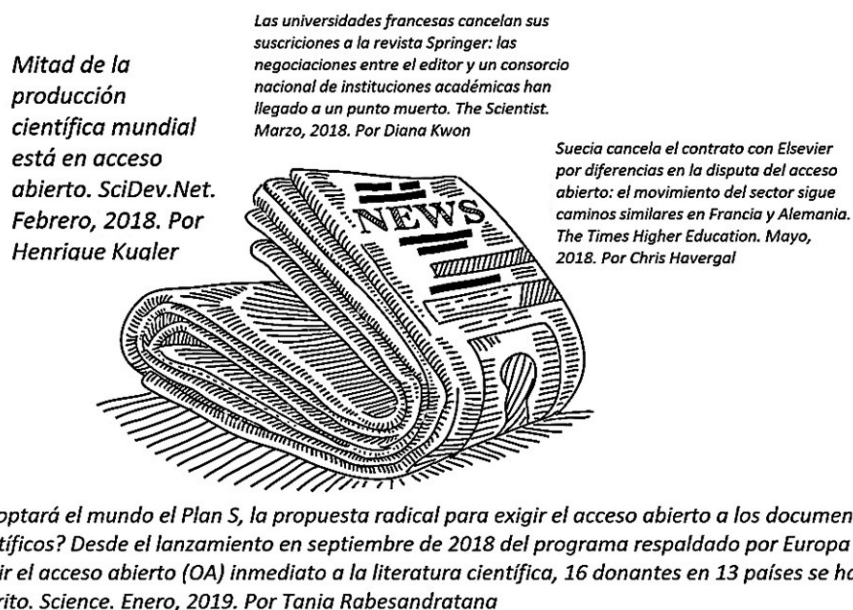 Mitad de la
producción
científica mundial
está en acceso
abierto. SciDev.Net.
Febrero, 2018. Por
Henrique Kugler
Las universidades francesas cancelan sus
suscriciones a la revista Springer: las
negociaciones entre el editor y un consorcio
nacional de instituciones académicas han
llegado a un punto muerto. The Scientist.
Marzo, 2018. Por Diana Kwon
Suecia cancela el contrato con Elsevier
por diferencias en la disputa del acceso
abierto: el movimiento del sector sigue
caminos similares en Francia y Alemania.
The Times Higher Education. Mayo,
2018. Por Chris Havergal
NEWS
optará el mundo el Plan S, la propuesta radical para exigir el acceso abierto a los documen
tíficos? Desde el lanzamiento en septiembre de 2018 del programa respaldado por Europa
ir el acceso abierto (OA) inmediato a la literatura científica, 16 donantes en 13 países se ha
rito. Science. Enero, 2019. Por Tania Rabesandratana